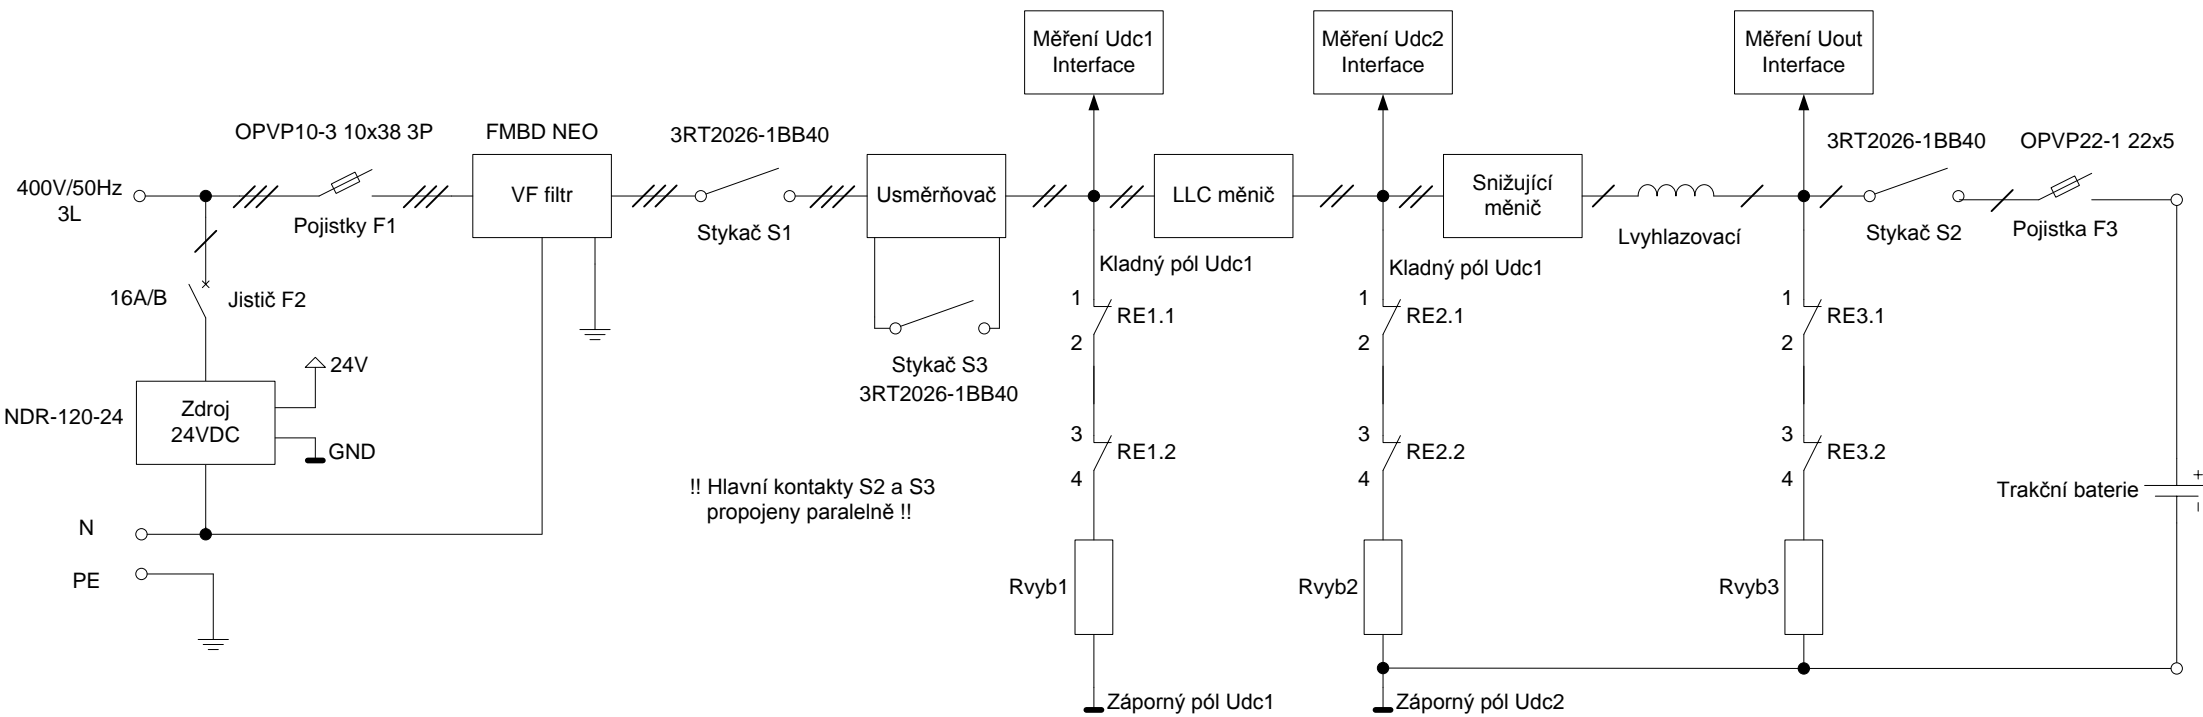 Měření Udc1
Interface
Měření Udc2
Interface
Měření Uout
Interface
OPVP10-3 10x38 3P
FMBD NEO
3RT2026-1BB40
3RT2026-1BB40
OPVP22-1 22x5
400V/50Hz
3L
VF filtr
Usměrňovač
LLC měnič
Snižující
měnič
Pojistky F1
Stykač S1
Lvyhlazovací
Stykač S2
Pojistka F3
Kladný pól Udc1
Kladný pól Udc1
16A/B
Jistič F2
1
RE1.1
2
1
RE2.1
2
1
RE3.1
2
24V
Stykač S3
3RT2026-1BB40
NDR-120-24
Zdroj
24VDC
GND
3
RE1.2
4
3
RE2.2
4
3
RE3.2
4
!! Hlavní kontakty S2 a S3
propojeny paralelně !!
Trakční baterie
+
–
N
PE
Rvyb1
Rvyb2
Rvyb3
Záporný pól Udc1
Záporný pól Udc2